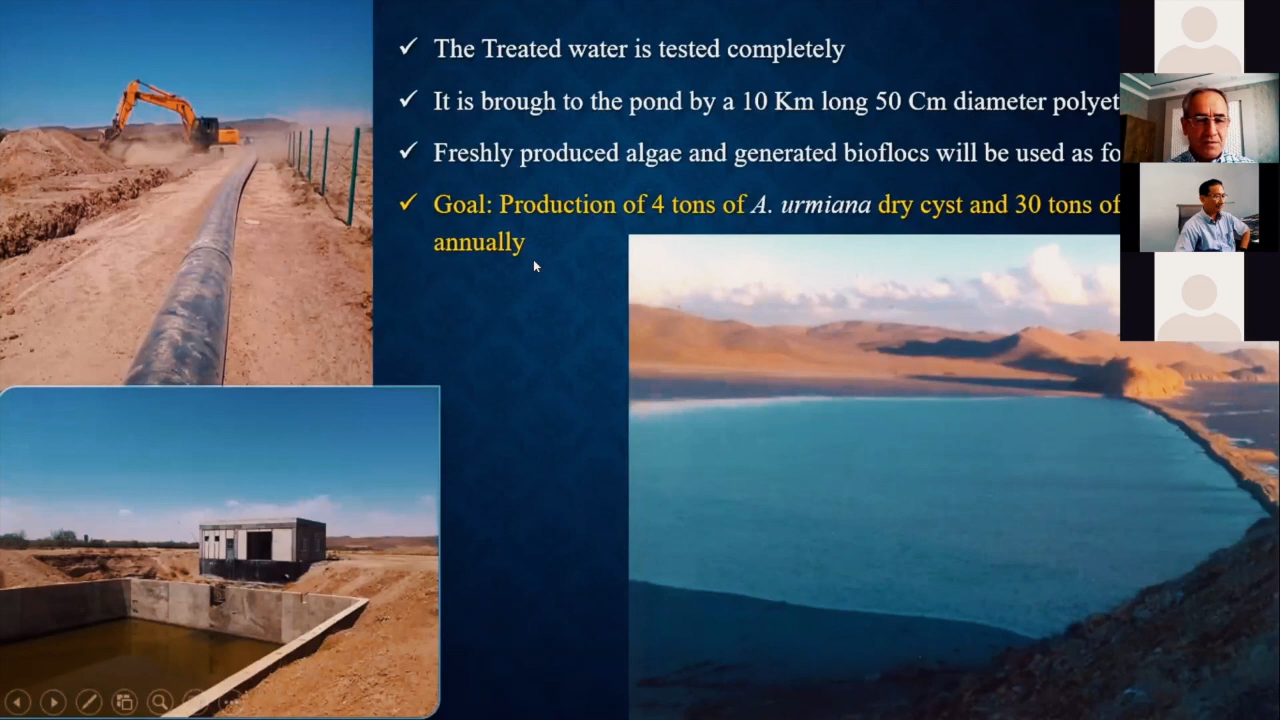 The Treated water is tested completely
It is brough to the pond by a 10 Km long 50 Cm diameter
Freshly produced algae and generated bioflocs will be used as
Goal: Production of 4 tons of A. urmiana dry cyst and 30 tons of
annually